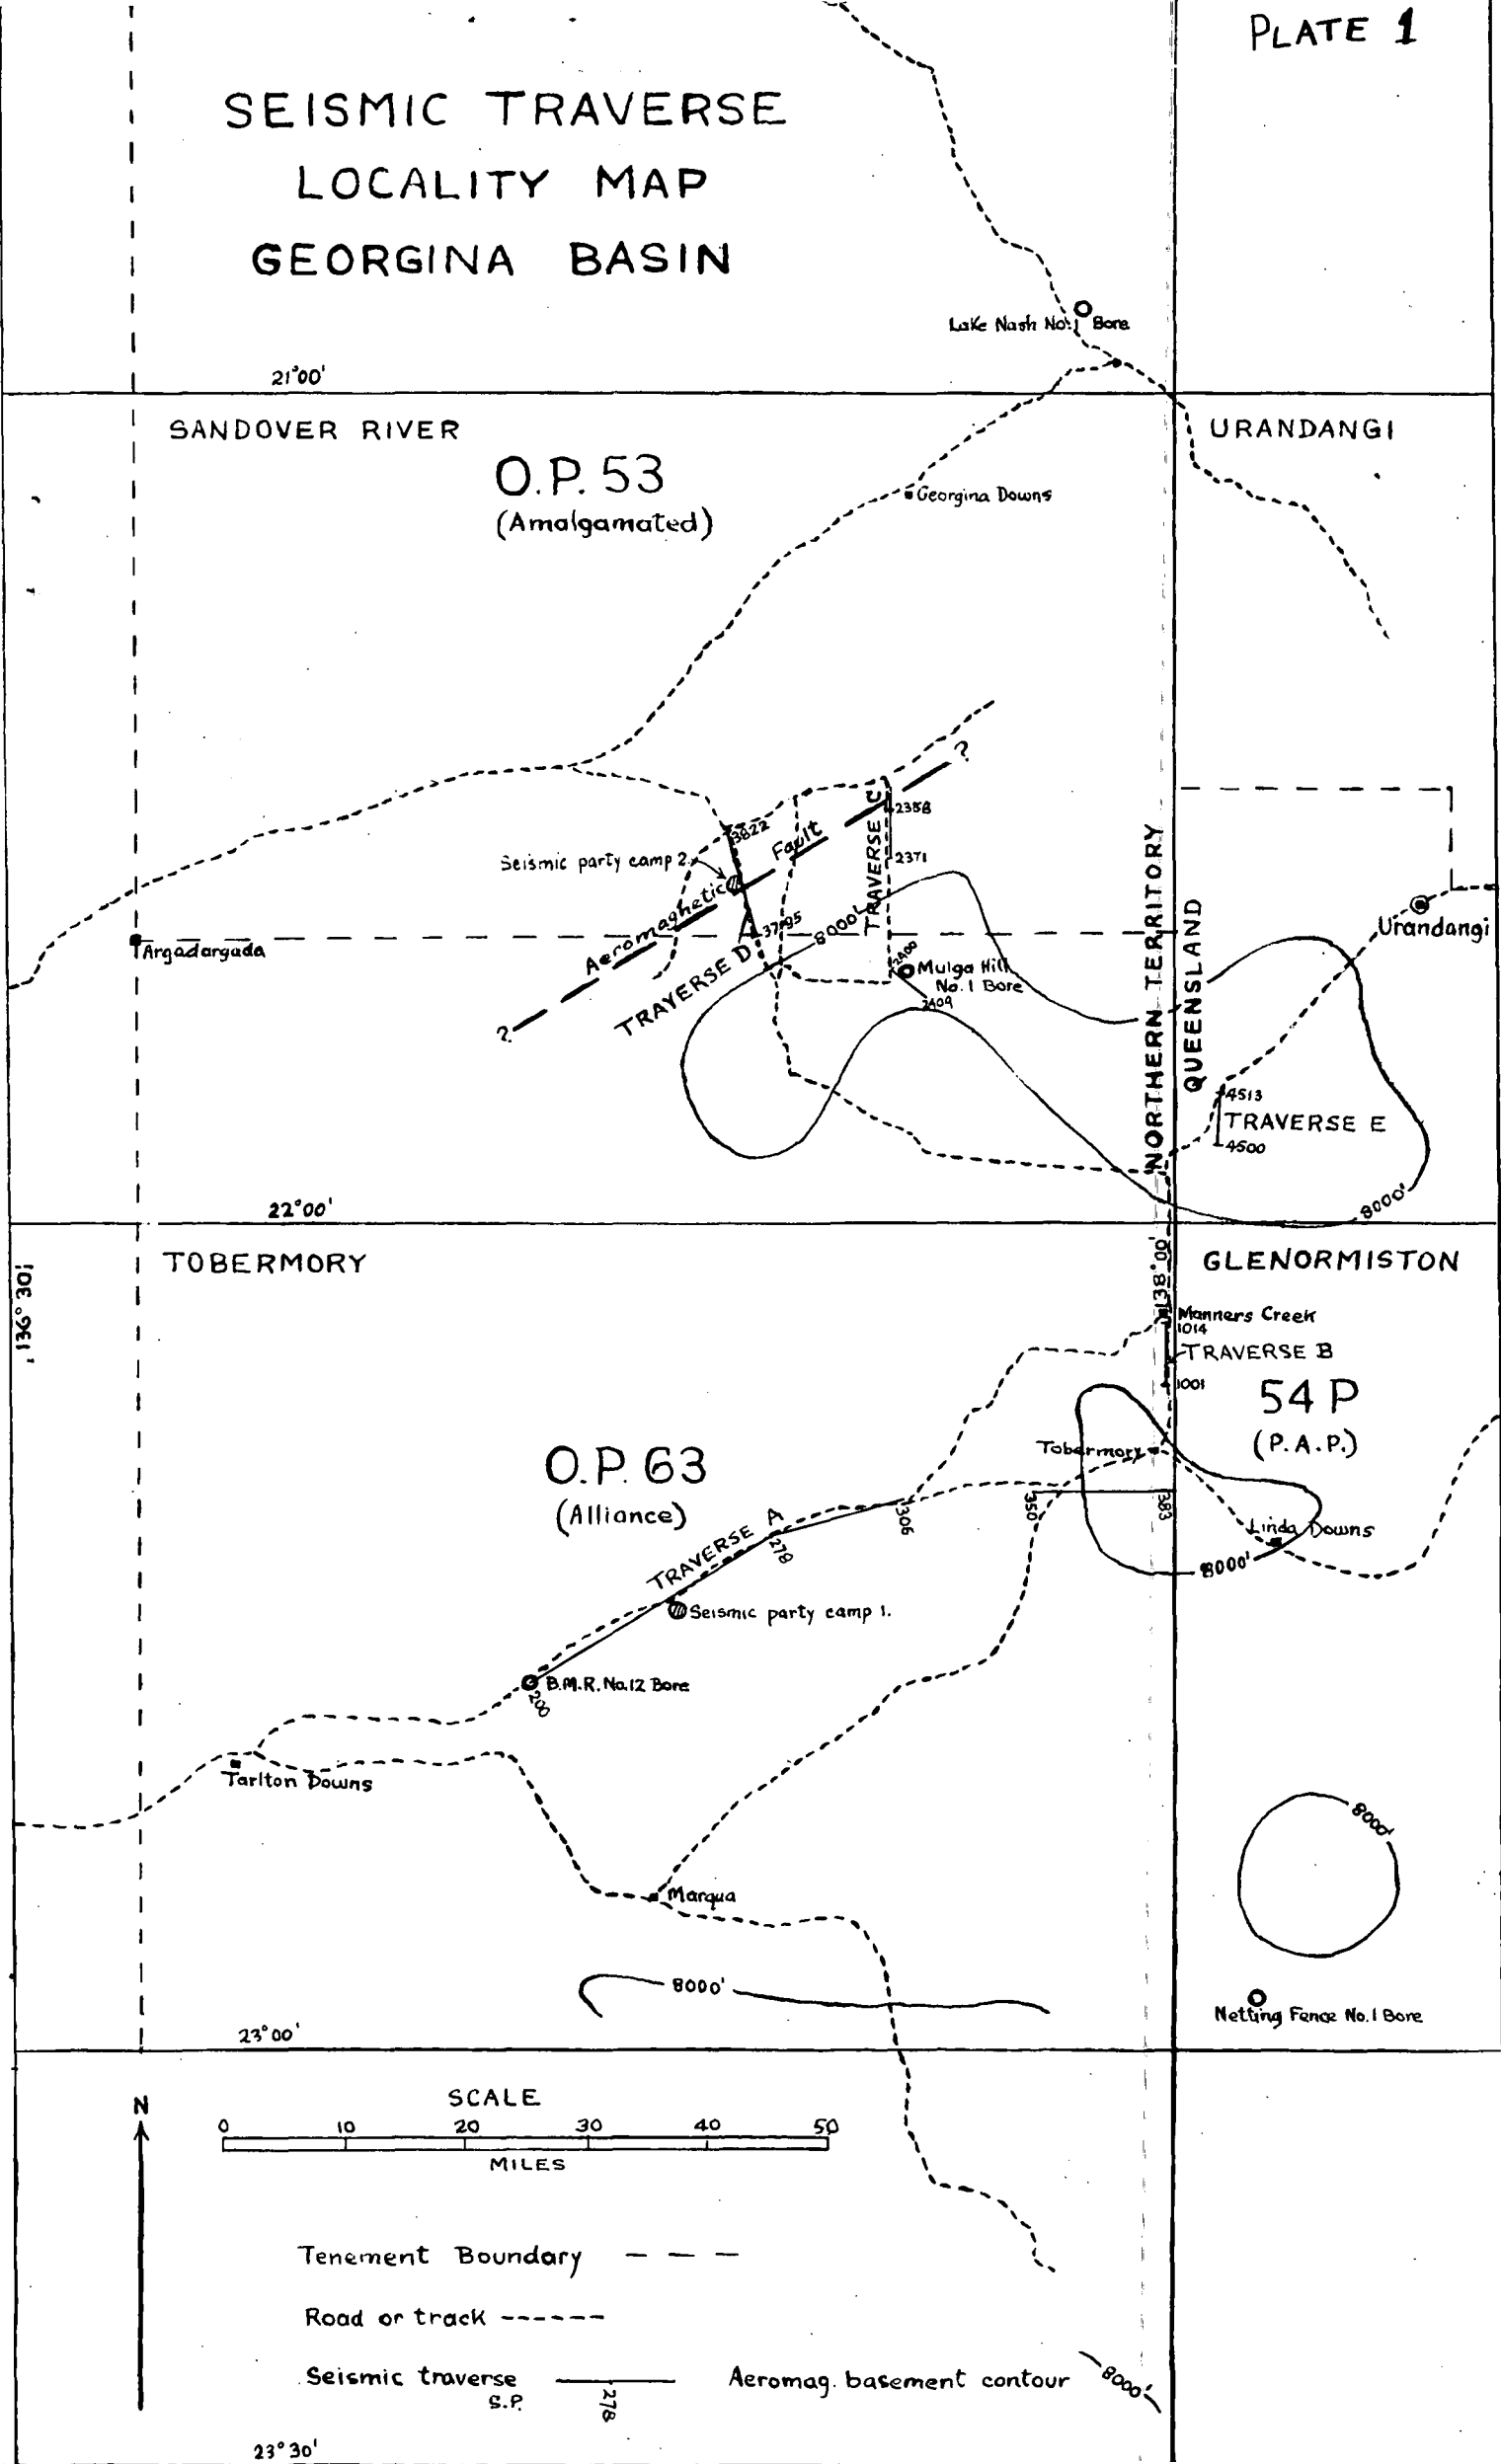 PLATE 1
SEISMIC TRAVERSE
LOCALITY MAP
GEORGINA BASIN
Lake Nash No.1 Bore
21°00'
SANDOVER RIVER
URANDANGI
O.P. 53
(Amalgamated)
Georgina Downs
?
TRAVERSE C
2358
3822
Fault
Seismic party camp 2
2371
NORTHERN TERRITORY
QUEENSLAND
Aeromagnetic
3795
8000'
Urandangi
Argadargada
TRAVERSE D
2400
Mulga Hill
No. 1 Bore
2409
?
4513
TRAVERSE E
4500
8000'
22°00'
TOBERMORY
GLENORMISTON
136° 30'
138°00'
Manners Creek
1014
TRAVERSE B
1001
54 P
(P.A.P.)
Tobermory
O.P. 63
(Alliance)
TRAVERSE A
306
350
383
278
Linda Downs
8000'
Seismic party camp 1.
B.M.R. No.12 Bore
200
Tarlton Downs
8000'
Marqua
8000'
Netting Fence No.1 Bore
23°00'
N
SCALE
0 10 20 30 40 50
MILES
Tenement Boundary
Road or track
Seismic traverse
S.P.
278
Aeromag. basement contour
8000'
23°30'